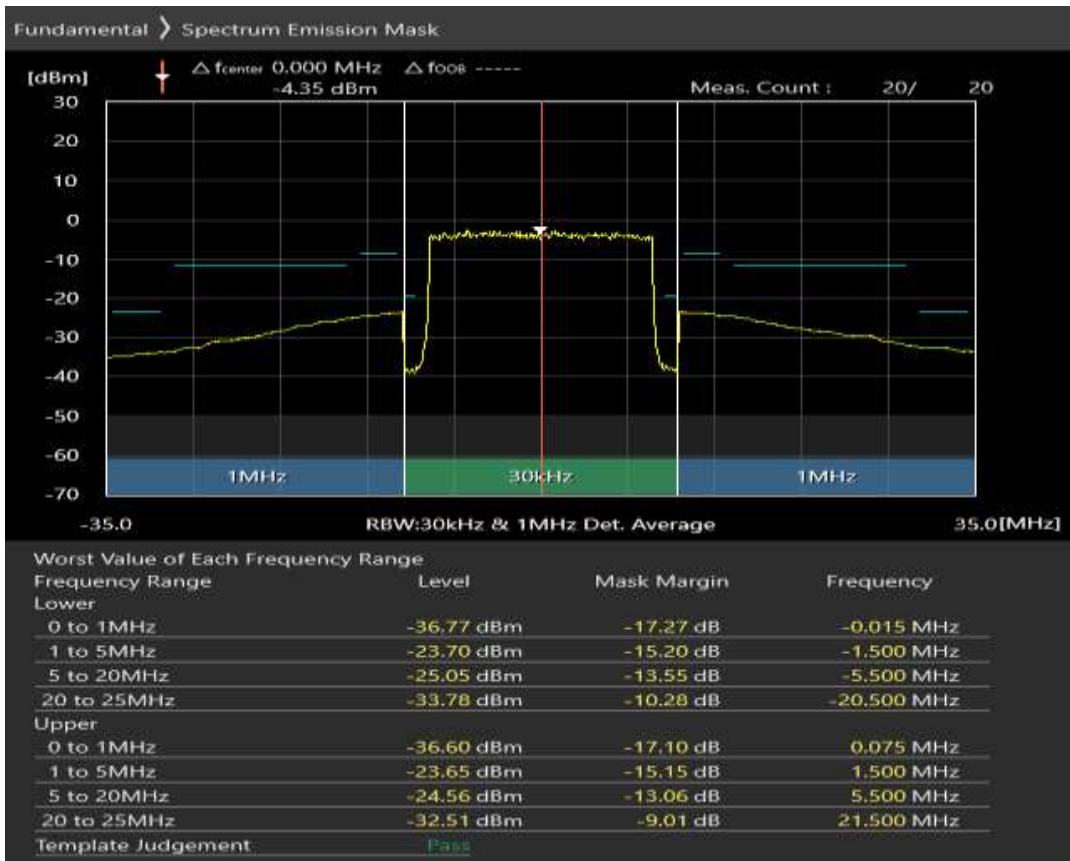 Fundamental 〉 Spectrum Emission Mask
[dBm] △ fcenter 0.000 MHz △ fOOB -----
-4.35 dBm Meas. Count : 20/ 20
30
20
10
0
-10
-20
-30
-40
-50
-60
-70
1MHz 30kHz 1MHz
-35.0 RBW:30kHz & 1MHz Det. Average 35.0[MHz]
Worst Value of Each Frequency Range
Frequency Range Level Mask Margin Frequency
Lower
0 to 1MHz -36.77 dBm -17.27 dB -0.015 MHz
1 to 5MHz -23.70 dBm -15.20 dB -1.500 MHz
5 to 20MHz -25.05 dBm -13.55 dB -5.500 MHz
20 to 25MHz -33.78 dBm -10.28 dB -20.500 MHz
Upper
0 to 1MHz -36.60 dBm -17.10 dB 0.075 MHz
1 to 5MHz -23.65 dBm -15.15 dB 1.500 MHz
5 to 20MHz -24.56 dBm -13.06 dB 5.500 MHz
20 to 25MHz -32.51 dBm -9.01 dB 21.500 MHz
Template Judgement Pass